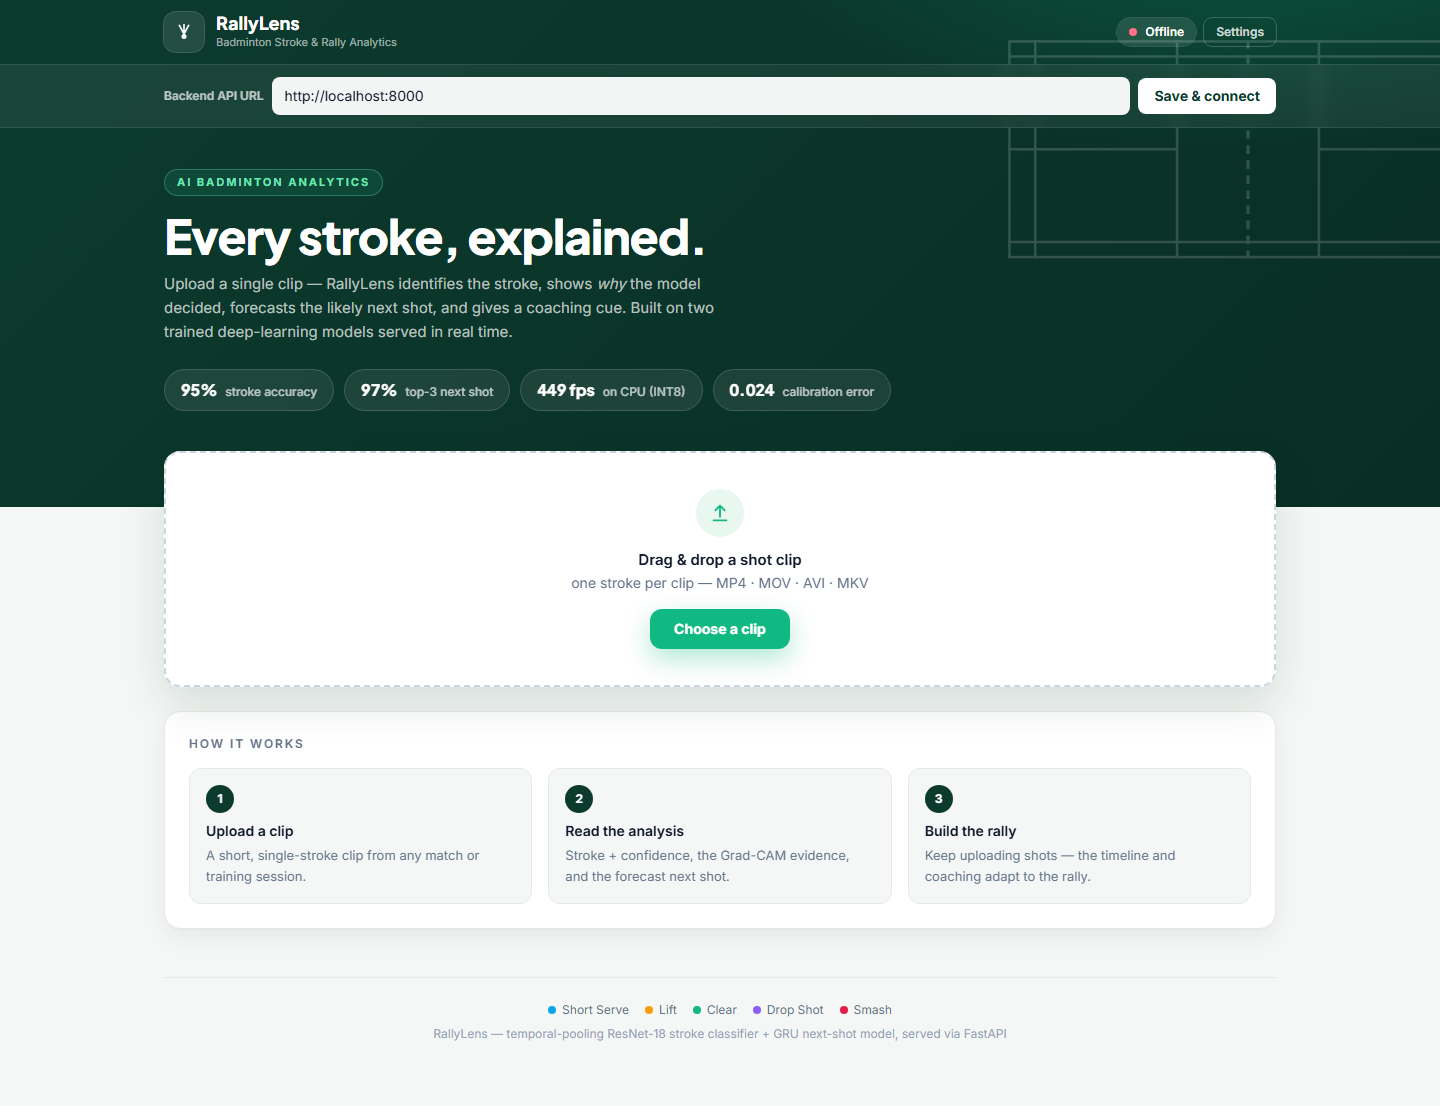 RallyLens
Badminton Stroke & Rally Analytics
Offline
Settings
Backend API URL
http://localhost:8000
Save & connect
AI BADMINTON ANALYTICS
Every stroke, explained.
Upload a single clip — RallyLens identifies the stroke, shows why the model
decided, forecasts the likely next shot, and gives a coaching cue. Built on two
trained deep-learning models served in real time.
95% stroke accuracy
97% top-3 next shot
449 fps on CPU (INT8)
0.024 calibration error
Drag & drop a shot clip
one stroke per clip — MP4 · MOV · AVI · MKV
Choose a clip
HOW IT WORKS
1
Upload a clip
A short, single-stroke clip from any match or
training session.
2
Read the analysis
Stroke + confidence, the Grad-CAM evidence,
and the forecast next shot.
3
Build the rally
Keep uploading shots — the timeline and
coaching adapt to the rally.
Short Serve Lift Clear Drop Shot Smash
RallyLens — temporal-pooling ResNet-18 stroke classifier + GRU next-shot model, served via FastAPI